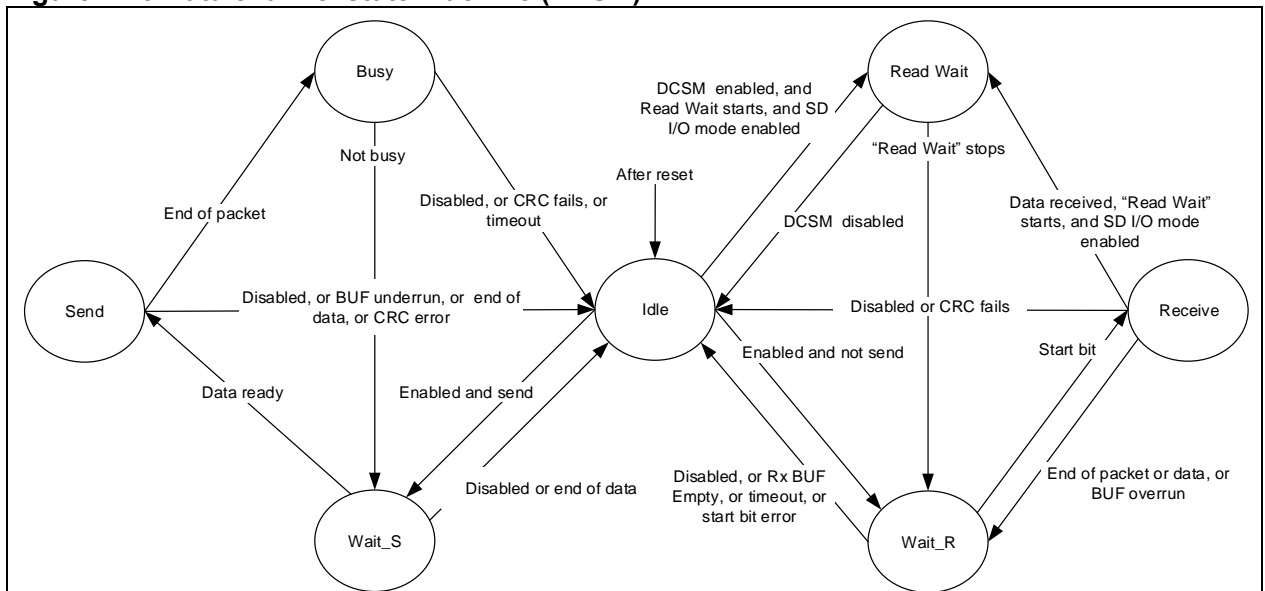 Busy
Read Wait
DCSM enabled, and
Read Wait starts, and SD
I/O mode enabled
Not busy
“Read Wait” stops
After reset
Disabled, or CRC fails, or
timeout
End of packet
DCSM disabled
Data received, “Read Wait”
starts, and SD I/O mode
enabled
Send
Disabled, or BUF underrun, or end of
data, or CRC error
Idle
Disabled or CRC fails
Receive
Enabled and not send
Start bit
Data ready
Enabled and send
Disabled or end of data
Disabled, or Rx BUF
Empty, or timeout, or
start bit error
End of packet or data, or
BUF overrun
Wait_S
Wait_R